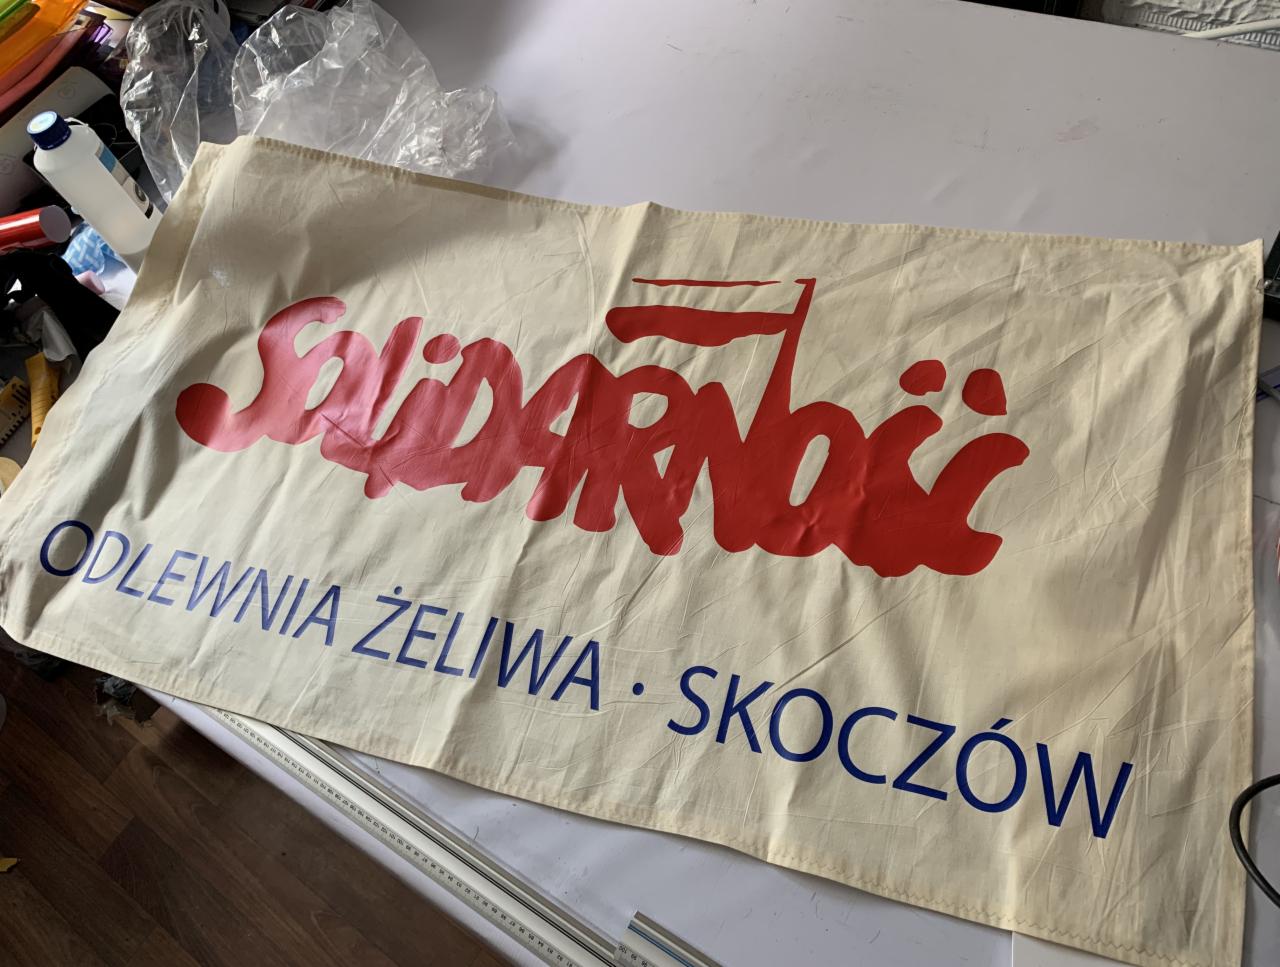 SOLiDARNOŚĆ
ODLEWNIA ŻELIWA · SKOCZÓW